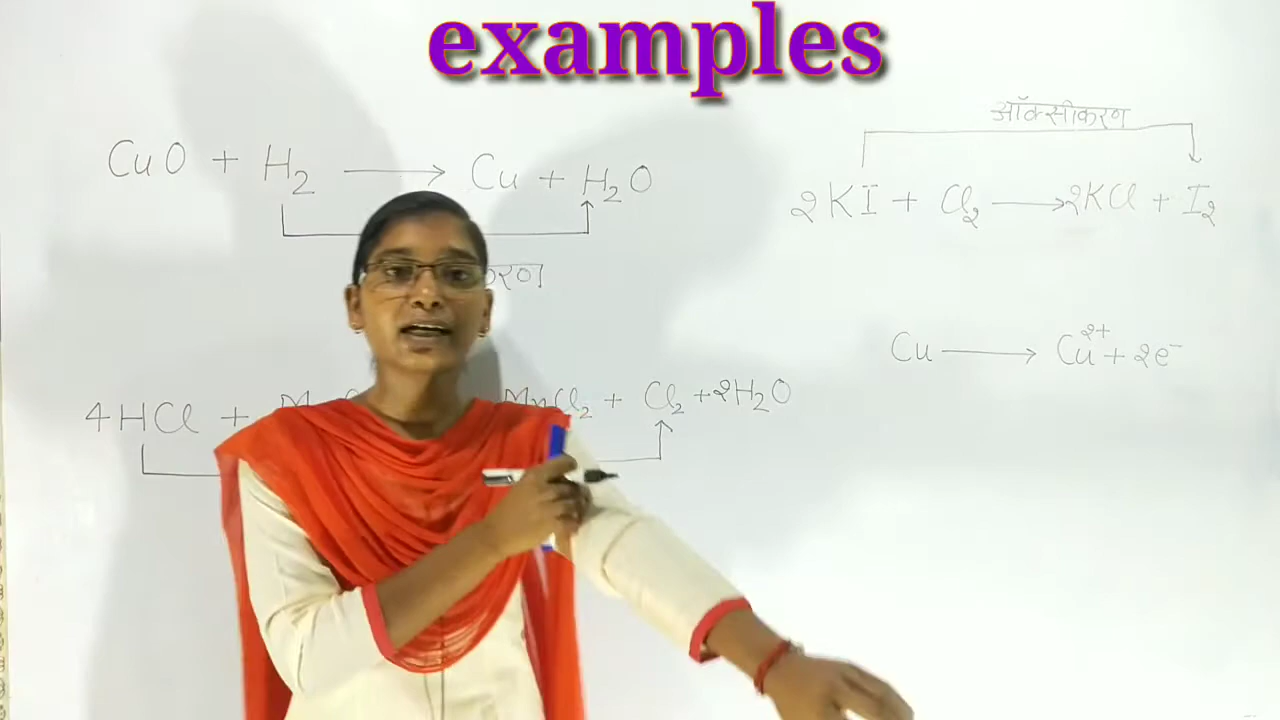 examples
CuO + H₂ ⟶ Cu + H₂O
4HCl + MnCl₂ + Cl₂ + 2H₂O
ऑक्सीकरण
2KI + Cl₂ ⟶ 2KCl + I₂
Cu ⟶ Cu²⁺ + 2e⁻